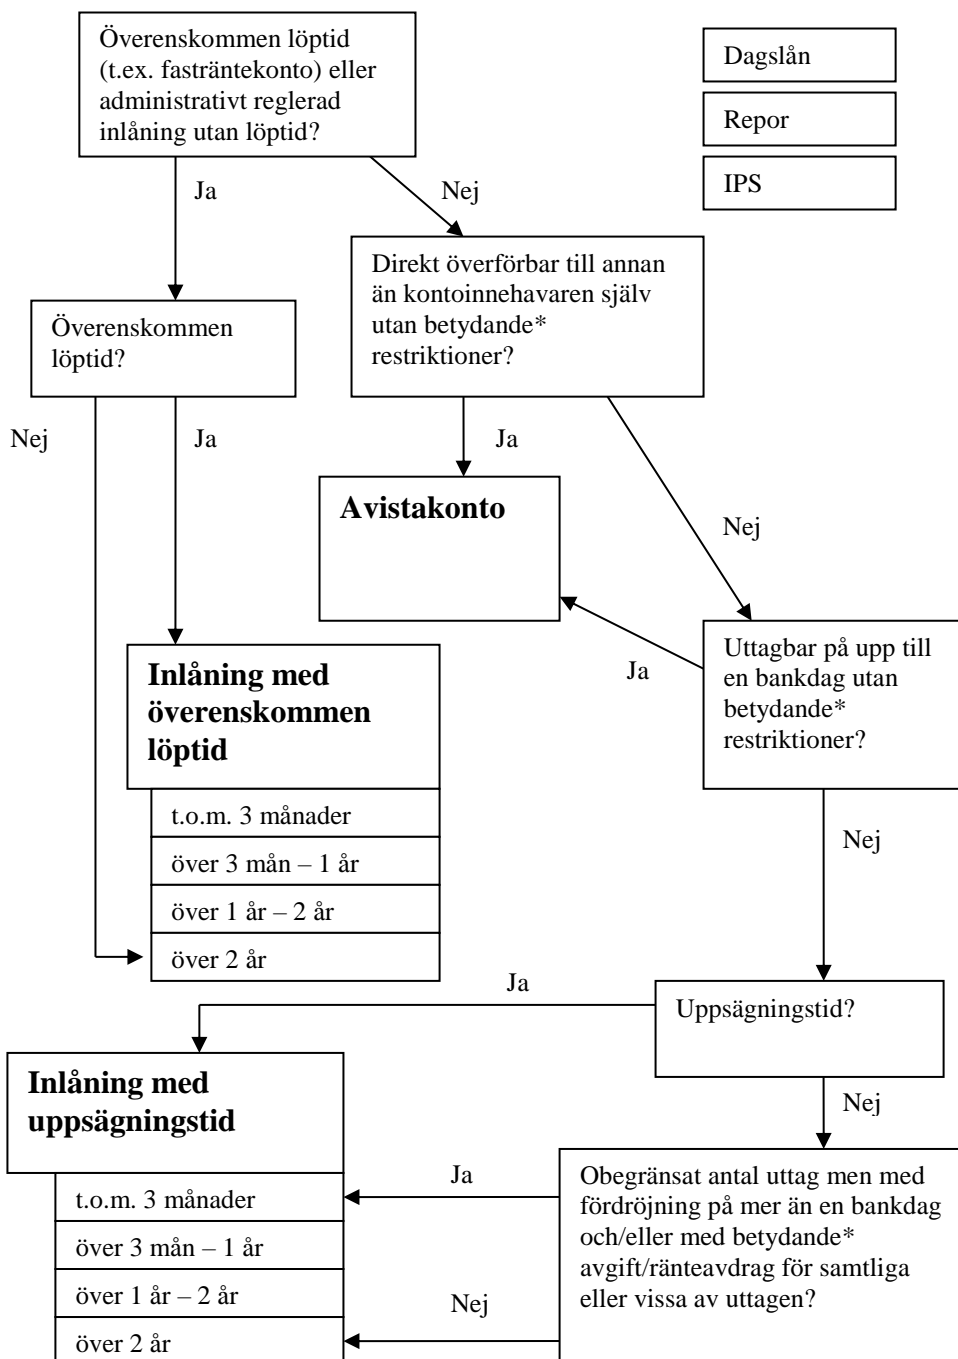 Överenskommen löptid
(t.ex. fasträntekonto) eller
administrativt reglerad
inlåning utan löptid?
Dagslån
Repor
IPS
Ja
Nej
Direkt överförbar till annan
än kontoinnehavaren själv
utan betydande*
restriktioner?
Överenskommen
löptid?
Nej
Ja
Ja
Avistakonto
Nej
Uttagbar på upp till
en bankdag utan
betydande*
restriktioner?
Ja
Inlåning med
överenskommen
löptid
t.o.m. 3 månader
över 3 mån – 1 år
över 1 år – 2 år
över 2 år
Nej
Ja
Uppsägningstid?
Inlåning med
uppsägningstid
Nej
t.o.m. 3 månader
över 3 mån – 1 år
över 1 år – 2 år
över 2 år
Ja
Obegränsat antal uttag men med
fördröjning på mer än en bankdag
och/eller med betydande*
avgift/ränteavdrag för samtliga
eller vissa av uttagen?
Nej